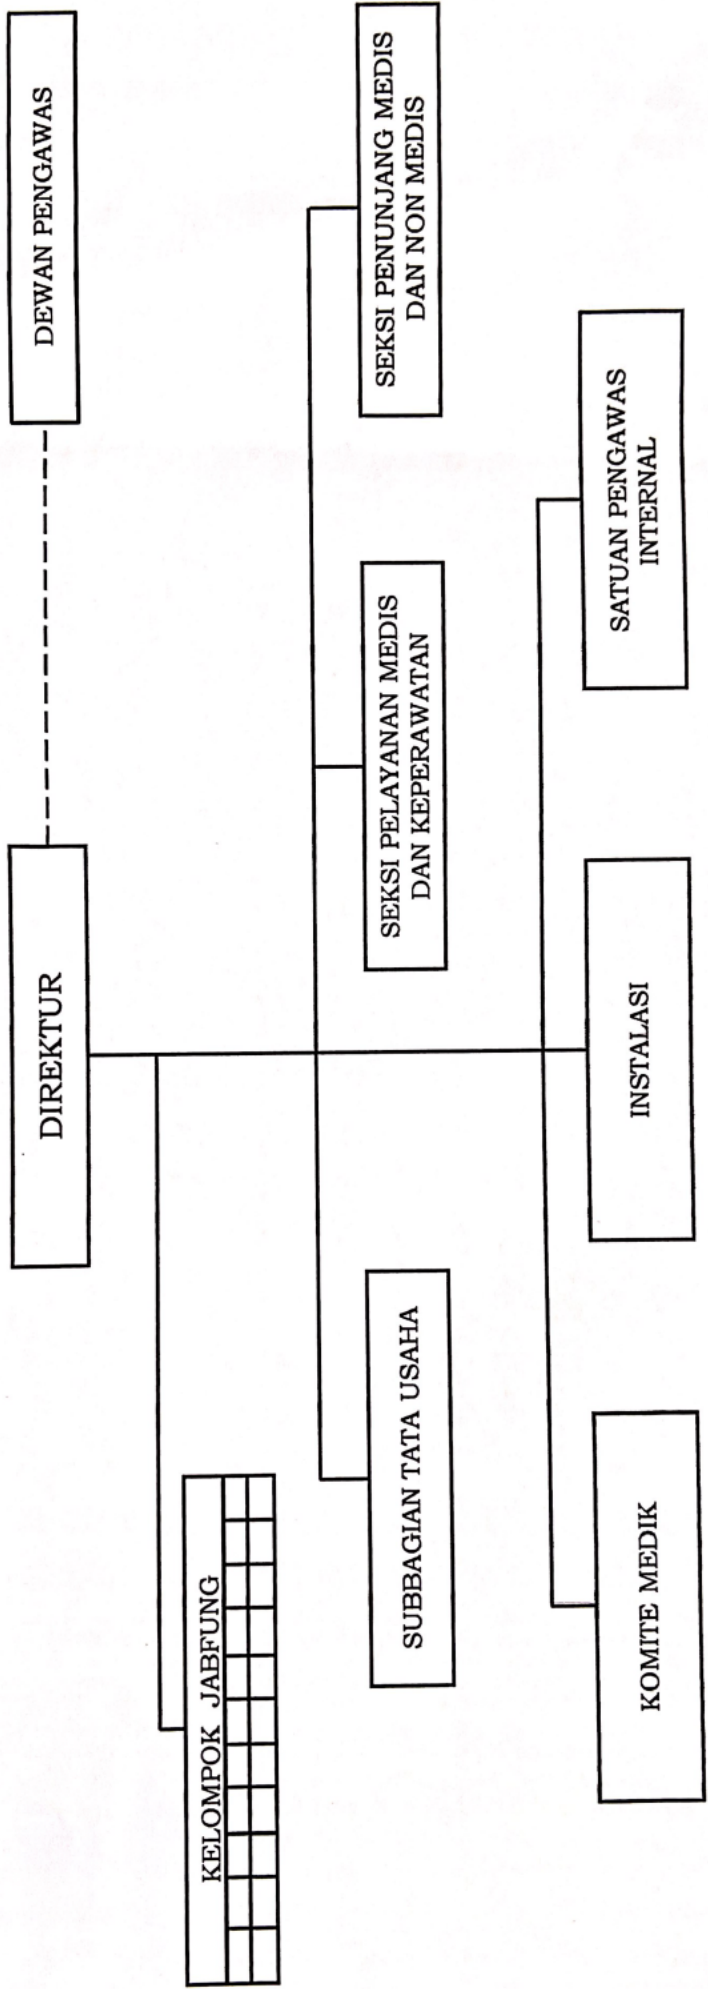 DIREKTUR
DEWAN PENGAWAS
KELOMPOK JABFUNG
SUBBAGIAN TATA USAHA
SEKSI PELAYANAN MEDIS
DAN KEPERAWATAN
SEKSI PENUNJANG MEDIS
DAN NON MEDIS
KOMITE MEDIK
INSTALASI
SATUAN PENGAWAS
INTERNAL